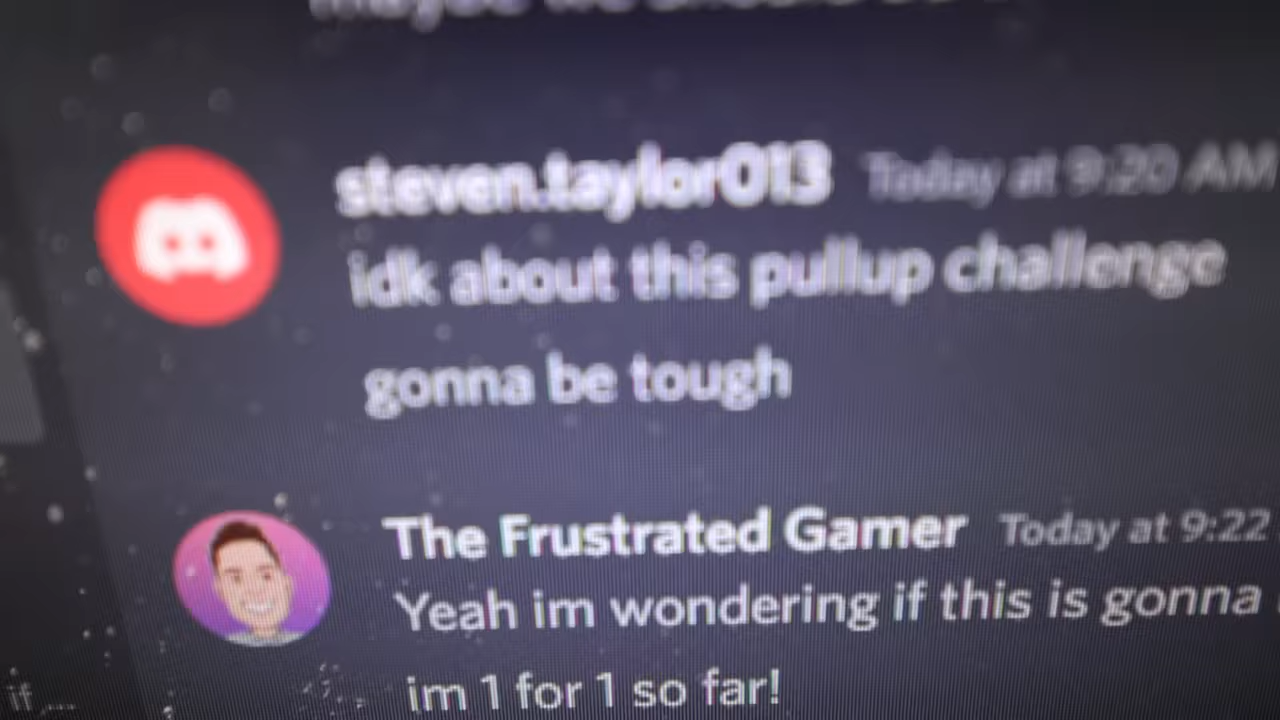 steven.taylor013 Today at 9:20 AM
idk about this pullup challenge
gonna be tough
The Frustrated Gamer Today at 9:22
Yeah im wondering if this is gonna
im 1 for 1 so far!
if ...